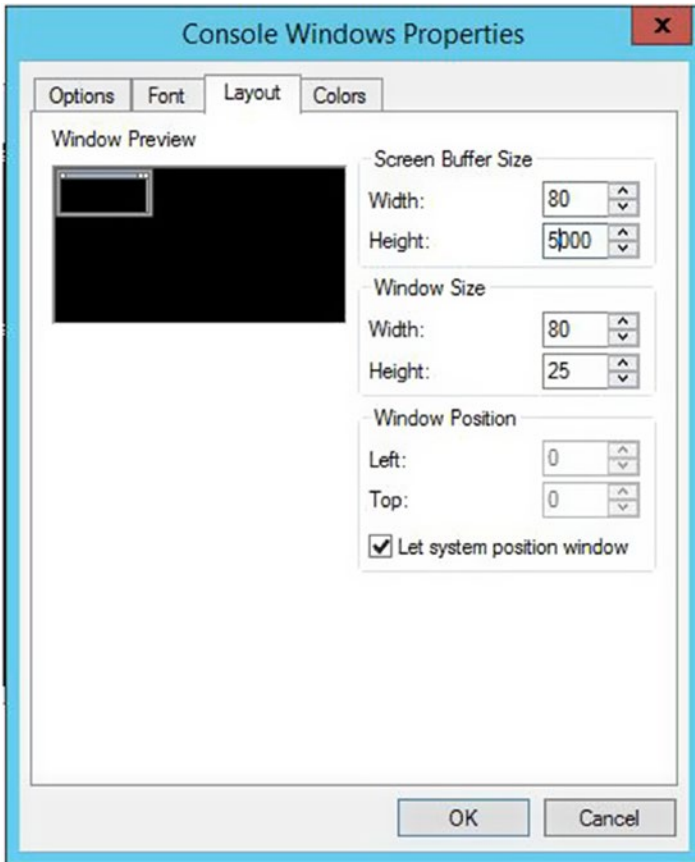 Console Windows Properties
x
Options Font Layout Colors
Window Preview
Screen Buffer Size
Width: 80
Height: 5000
Window Size
Width: 80
Height: 25
Window Position
Left: 0
Top: 0
Let system position window
OK Cancel